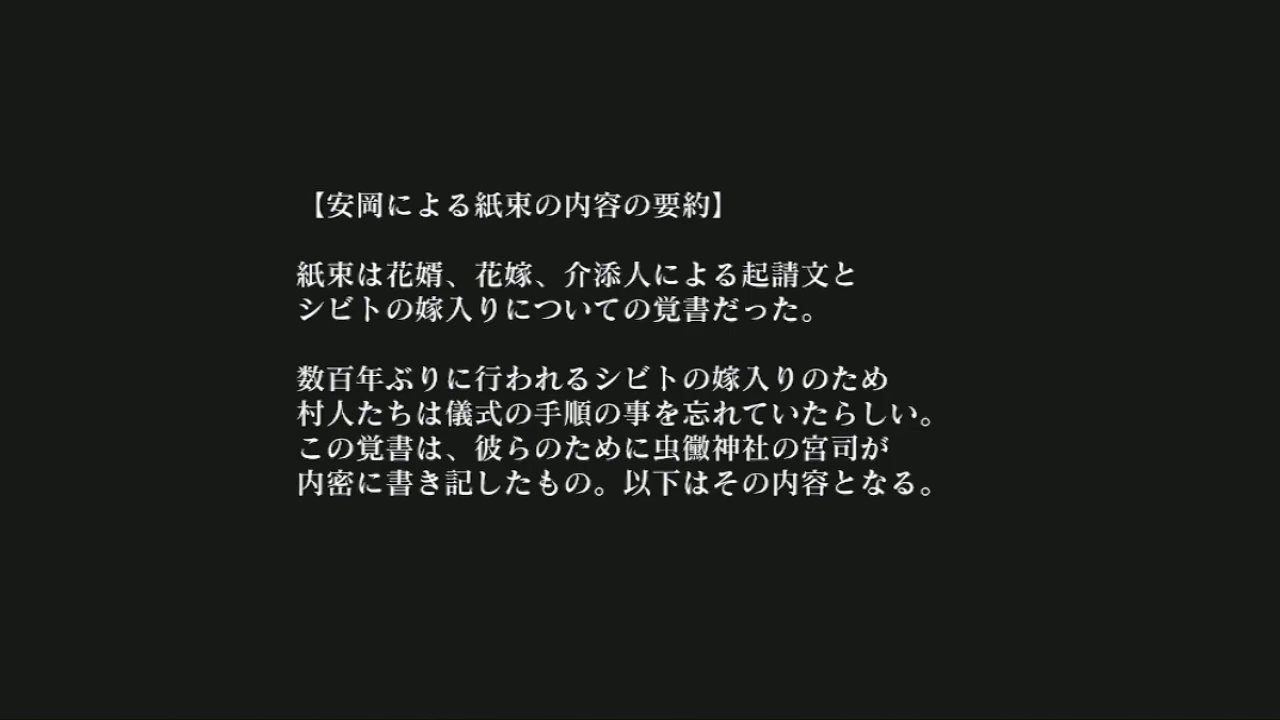 【安岡による紙束の内容の要約】
紙束は花婿、花嫁、介添人による起請文と
シビトの嫁入りについての覚書だった。
数百年ぶりに行われるシビトの嫁入りのため
村人たちは儀式の手順の事を忘れていたらしい。
この覚書は、彼らのために虫黴神社の宮司が
内密に書き記したもの。以下はその内容となる。